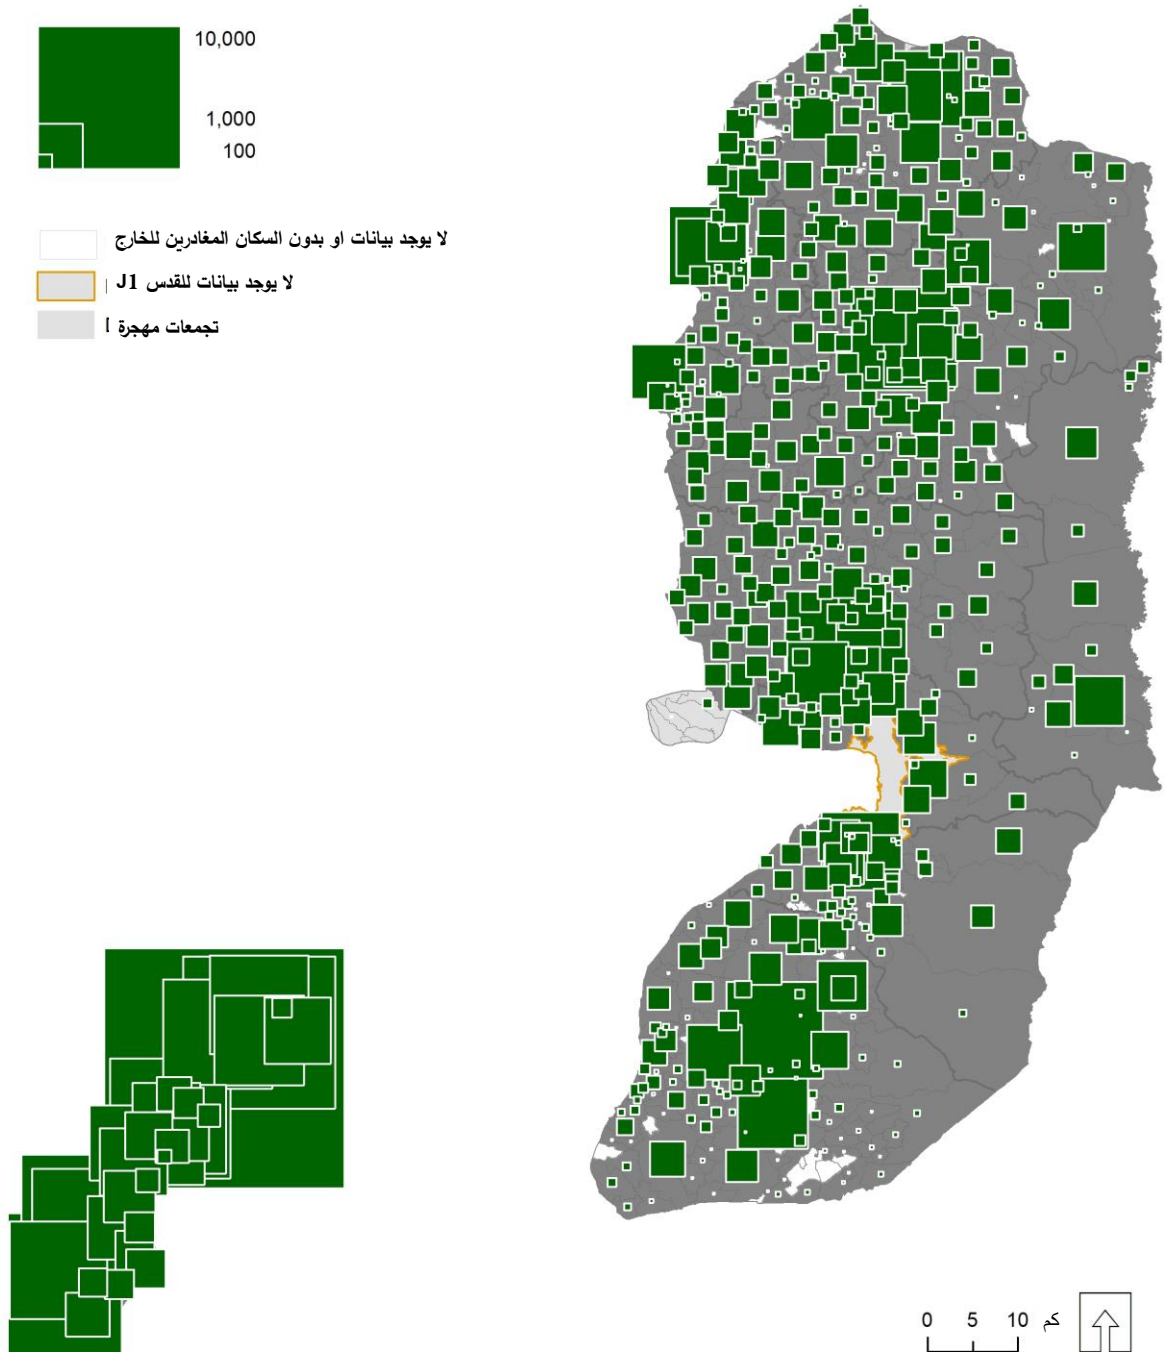 10,000
1,000
100
لا يوجد بيانات او بدون السكان المغادرين للخارج
لا يوجد بيانات للقدس J1
تجمعات مهجرة
0 5 10 كم